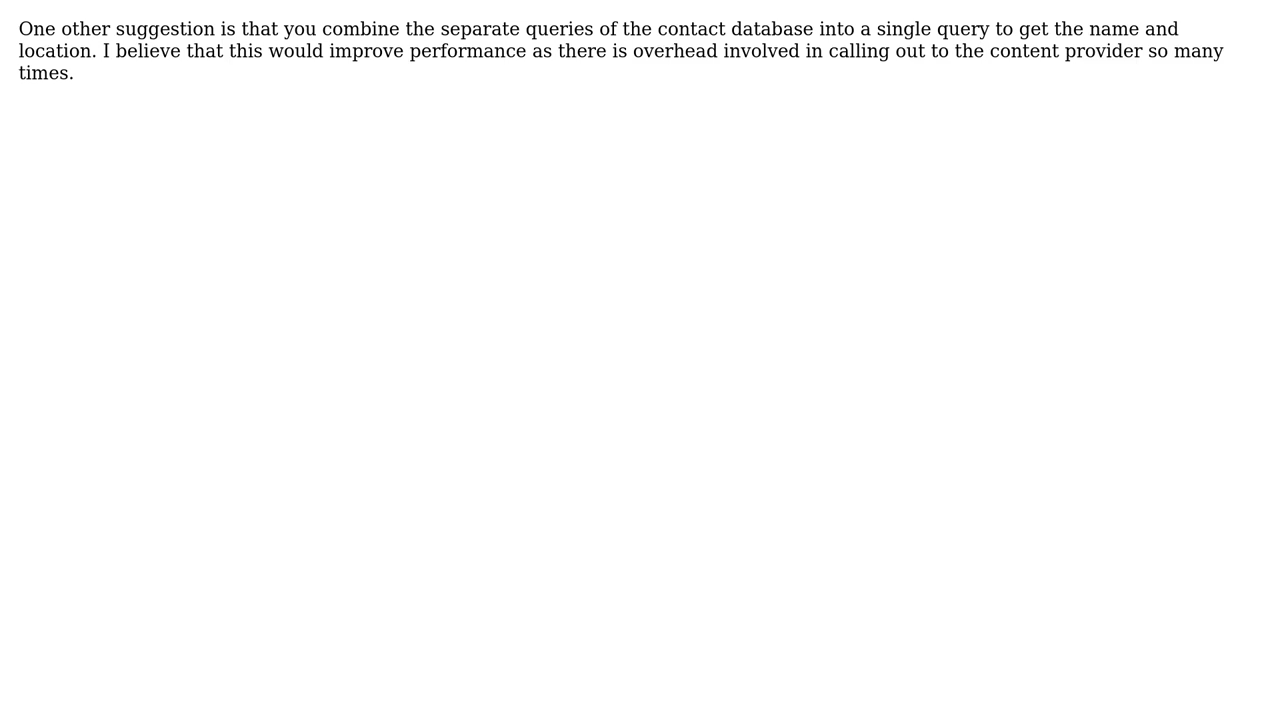 One other suggestion is that you combine the separate queries of the contact database into a single query to get the name and
location. I believe that this would improve performance as there is overhead involved in calling out to the content provider so many
times.